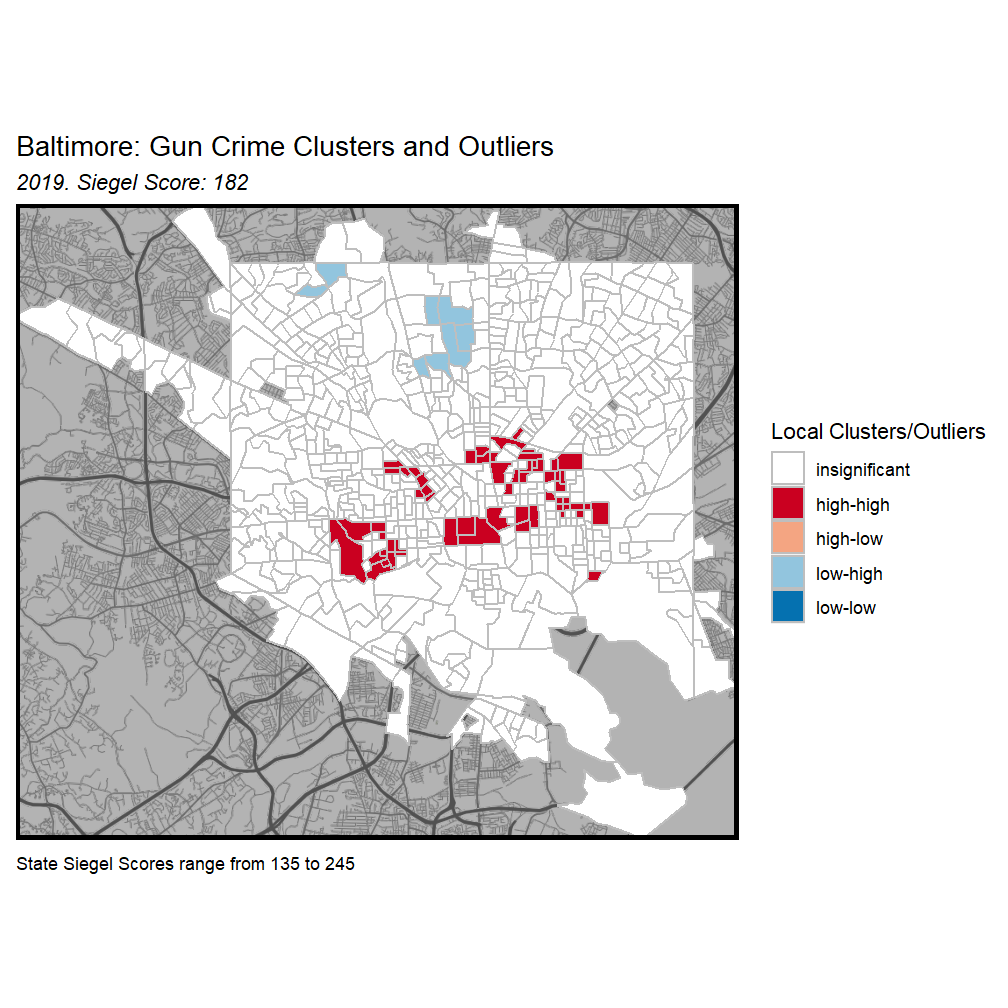 Baltimore: Gun Crime Clusters and Outliers
2019. Siegel Score: 182
Local Clusters/Outliers
insignificant
high-high
high-low
low-high
low-low
State Siegel Scores range from 135 to 245